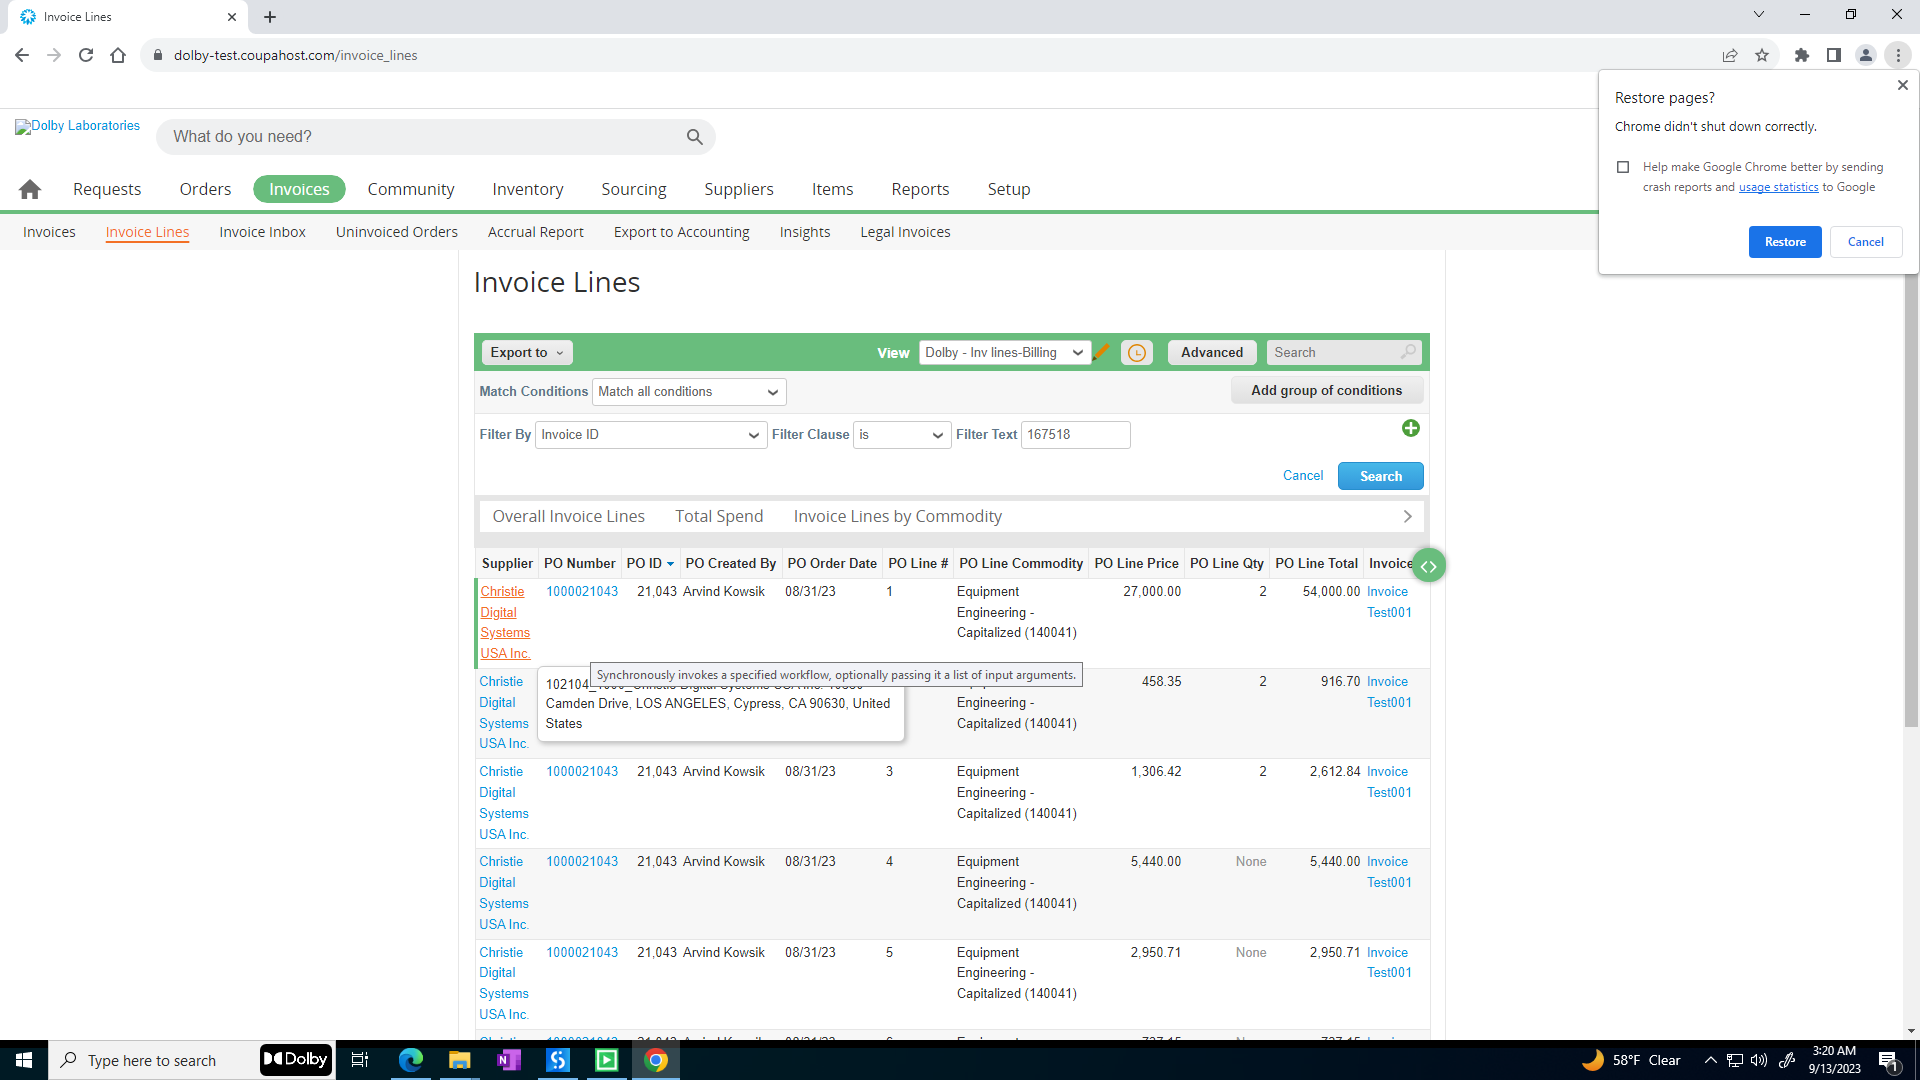 Invoice Lines
dolby-test.coupahost.com/invoice_lines
Restore pages?
Chrome didn't shut down correctly.
Help make Google Chrome better by sending
crash reports and usage statistics to Google
Restore Cancel
Dolby Laboratories
What do you need?
Requests Orders Invoices Community Inventory Sourcing Suppliers Items Reports Setup
Invoices Invoice Lines Invoice Inbox Uninvoiced Orders Accrual Report Export to Accounting Insights Legal Invoices
Invoice Lines
Export to View Dolby - Inv lines-Billing Advanced Search
Match Conditions Match all conditions Add group of conditions
Filter By Invoice ID Filter Clause is Filter Text 167518
Cancel Search
Overall Invoice Lines Total Spend Invoice Lines by Commodity
Supplier PO Number PO ID PO Created By PO Order Date PO Line # PO Line Commodity PO Line Price PO Line Qty PO Line Total Invoice
Christie 1000021043 21,043 Arvind Kowsik 08/31/23 1 Equipment 27,000.00 2 54,000.00 Invoice
Digital Engineering - Test001
Systems Capitalized (140041)
USA Inc.
Synchronously invokes a specified workflow, optionally passing it a list of input arguments.
Christie 102104 458.35 2 916.70 Invoice
Digital Camden Drive, LOS ANGELES, Cypress, CA 90630, United Engineering - Test001
Systems States Capitalized (140041)
USA Inc.
Christie 1000021043 21,043 Arvind Kowsik 08/31/23 3 Equipment 1,306.42 2 2,612.84 Invoice
Digital Engineering - Test001
Systems Capitalized (140041)
USA Inc.
Christie 1000021043 21,043 Arvind Kowsik 08/31/23 4 Equipment 5,440.00 None 5,440.00 Invoice
Digital Engineering - Test001
Systems Capitalized (140041)
USA Inc.
Christie 1000021043 21,043 Arvind Kowsik 08/31/23 5 Equipment 2,950.71 None 2,950.71 Invoice
Digital Engineering - Test001
Systems Capitalized (140041)
USA Inc.
Type here to search Dolby 58°F Clear 3:20 AM
9/13/2023
1